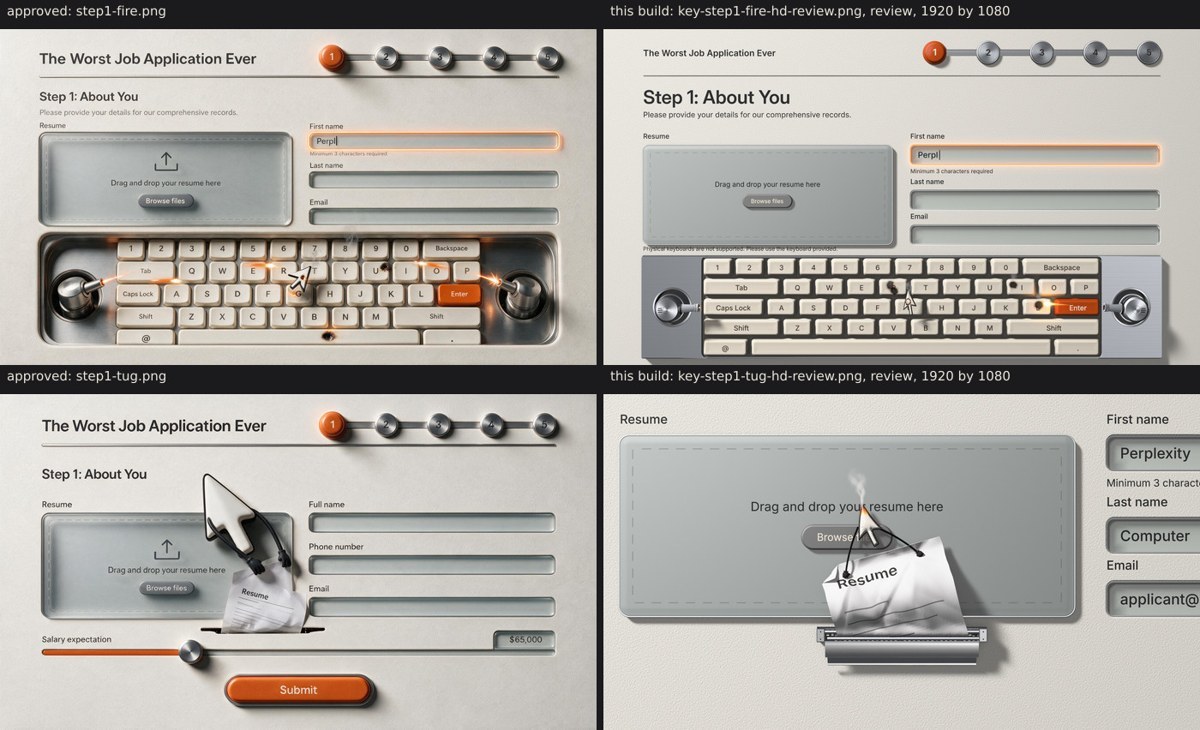 approved: step1-fire.png
The Worst Job Application Ever
1 2 3 4 5
Step 1: About You
Please provide your details for our comprehensive records.
Resume
Drag and drop your resume here
Browse files
First name
Perpl
Minimum 3 characters required
Last name
Email
1 2 3 4 5 6 7 8 9 0 Backspace
Tab Q W E R T Y U I O P
Caps Lock A S D F G H J K L Enter
Shift Z X C V B N M Shift
@ .
this build: key-step1-fire-hd-review.png, review, 1920 by 1080
The Worst Job Application Ever
1 2 3 4 5
Step 1: About You
Please provide your details for our comprehensive records.
Resume
Drag and drop your resume here
Browse files
First name
Perpl
Minimum 3 characters required
Last name
Email
Physical keyboards are not supported. Please use the keyboard provided.
1 2 3 4 5 6 7 8 9 0 Backspace
Tab Q W E T Y U I O P
Caps Lock A S D F G H J K Enter
Shift Z X C V B N M Shift
@ .
approved: step1-tug.png
The Worst Job Application Ever
1 2 3 4 5
Step 1: About You
Resume
Drag and drop your resume here
Browse files
Resume
Full name
Phone number
Email
Salary expectation
$65,000
Submit
this build: key-step1-tug-hd-review.png, review, 1920 by 1080
Resume
Drag and drop your resume here
Browse
Resume
First name
Perplexity
Minimum 3 charact
Last name
Computer
Email
applicant@